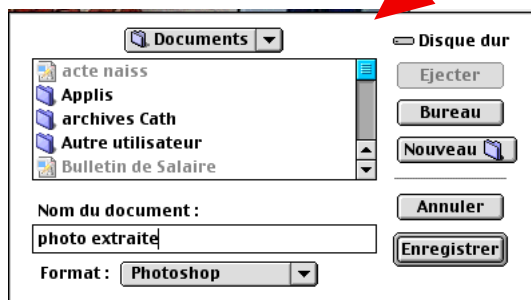 Documents
Disque dur
acte naiss
Applis
archives Cath
Autre utilisateur
Bulletin de Salaire
Ejecter
Bureau
Nouveau
Nom du document :
photo extraite
Format : Photoshop
Annuler
Enregistrer